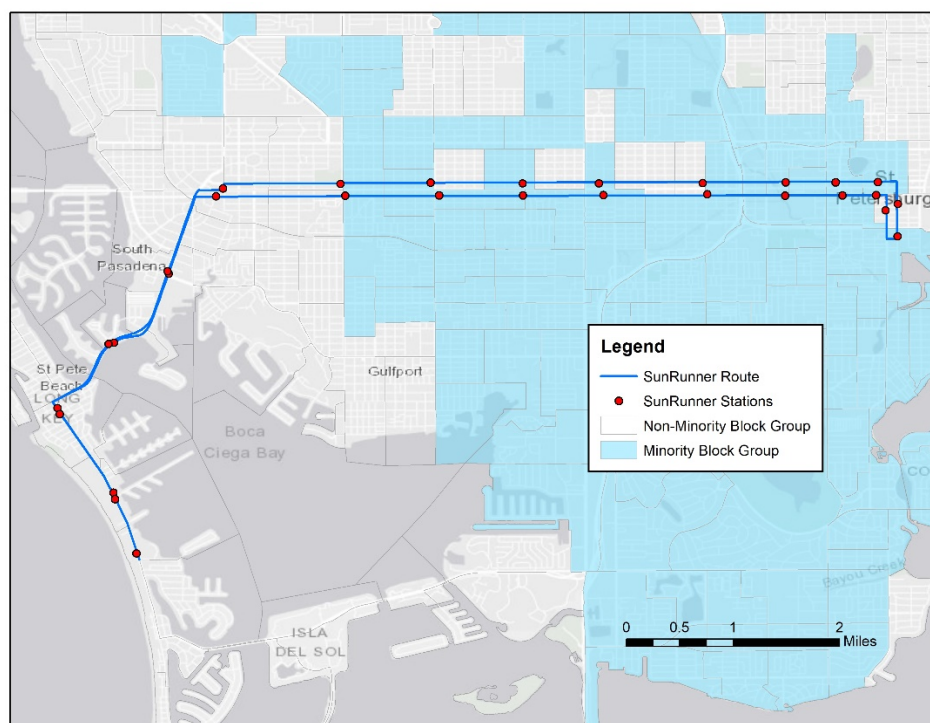 St
Petersburg
South
Pasadena
St Pete
Beach
LONG
KEY
Gulfport
Boca
Ciega Bay
ISLA
DEL SOL
Bayou Creek
CO
Legend
SunRunner Route
SunRunner Stations
Non-Minority Block Group
Minority Block Group
0 0.5 1 2
Miles